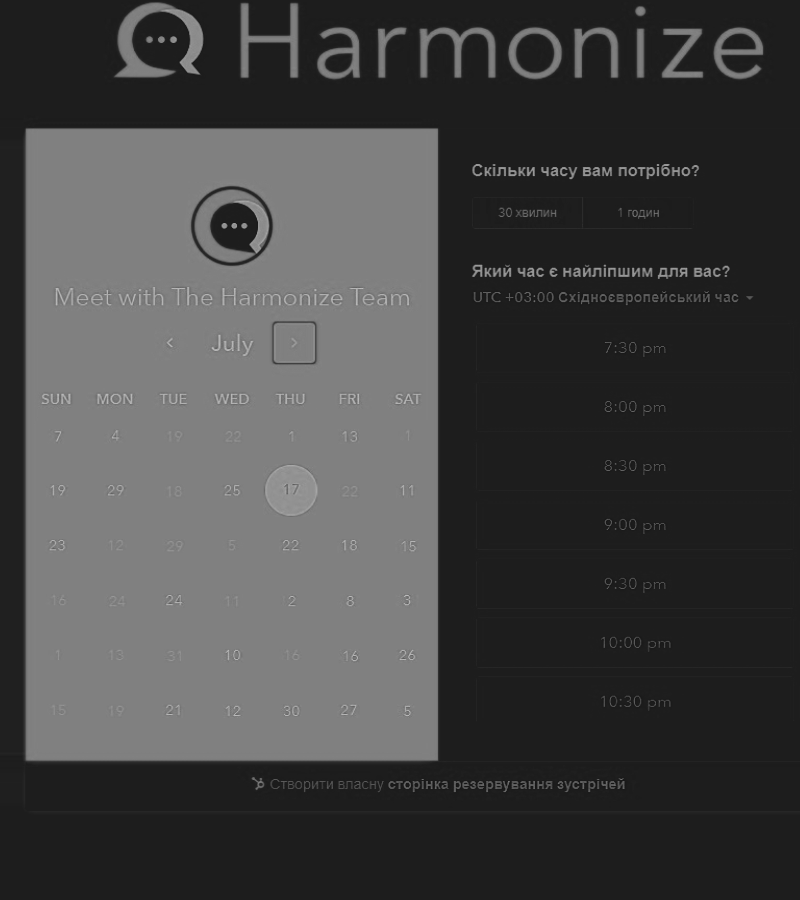 Harmonize
Meet with The Harmonize Team
July
SUN MON TUE WED THU FRI SAT
7 4 19 22 1 13 1
19 29 18 25 17 22 11
23 12 29 5 22 18 15
16 24 24 11 2 8 3
1 13 31 10 16 16 26
15 19 21 12 30 27 5
Скільки часу вам потрібно?
30 хвилин 1 годин
Який час є найліпшим для вас?
UTC +03:00 Східноєвропейський час
7:30 pm
8:00 pm
8:30 pm
9:00 pm
9:30 pm
10:00 pm
10:30 pm
Створити власну сторінка резервування зустрічей